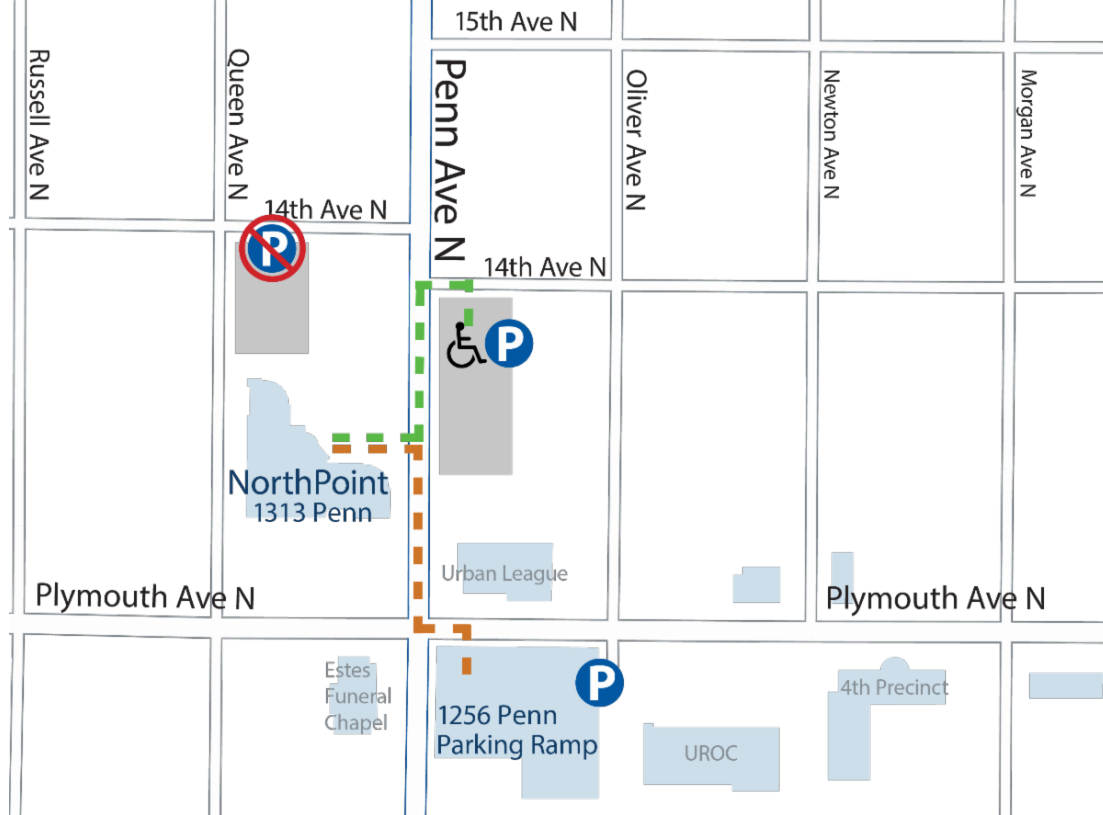 15th Ave N
Russell Ave N
Queen Ave N
Penn Ave N
Oliver Ave N
Newton Ave N
Morgan Ave N
14th Ave N
P
14th Ave N
P
NorthPoint
1313 Penn
Urban League
Plymouth Ave N
Plymouth Ave N
Estes
Funeral
Chapel
P
4th Precinct
1256 Penn
Parking Ramp
UROC